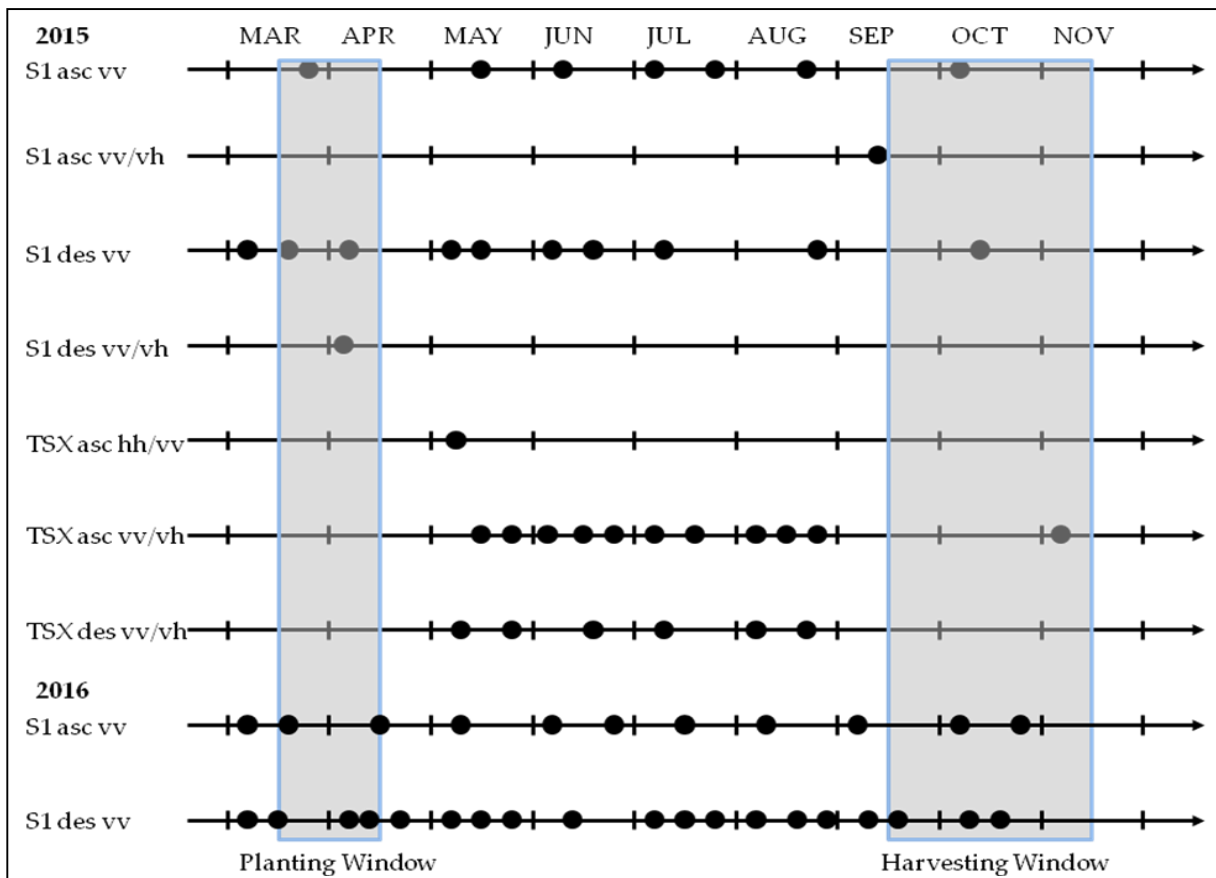 2015 MAR APR MAY JUN JUL AUG SEP OCT NOV
S1 asc vv
S1 asc vv/vh
S1 des vv
S1 des vv/vh
TSX asc hh/vv
TSX asc vv/vh
TSX des vv/vh
2016
S1 asc vv
S1 des vv
Planting Window Harvesting Window